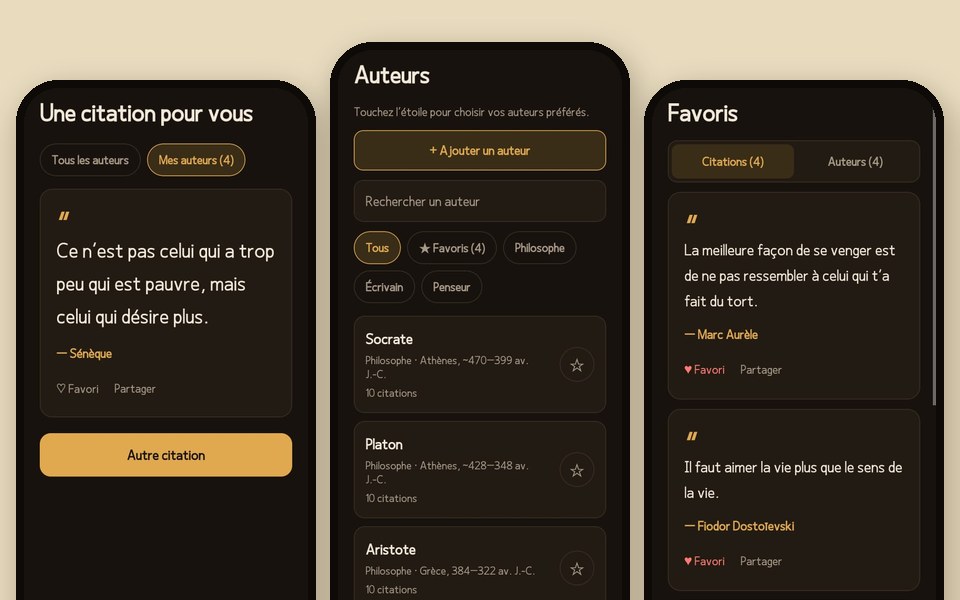 Une citation pour vous
Tous les auteurs
Mes auteurs (4)
"
Ce n'est pas celui qui a trop
peu qui est pauvre, mais
celui qui désire plus.
— Sénèque
♡ Favori
Partager
Autre citation
Auteurs
Touchez l'étoile pour choisir vos auteurs préférés.
+ Ajouter un auteur
Rechercher un auteur
Tous
★ Favoris (4)
Philosophe
Écrivain
Penseur
Socrate
Philosophe · Athènes, ~470–399 av.
J.-C.
10 citations
☆
Platon
Philosophe · Athènes, ~428–348 av.
J.-C.
10 citations
☆
Aristote
Philosophe · Grèce, 384–322 av. J.-C.
10 citations
☆
Favoris
Citations (4)
Auteurs (4)
"
La meilleure façon de se venger est
de ne pas ressembler à celui qui t'a
fait du tort.
— Marc Aurèle
♥ Favori
Partager
"
Il faut aimer la vie plus que le sens de
la vie.
— Fiodor Dostoïevski
♥ Favori
Partager